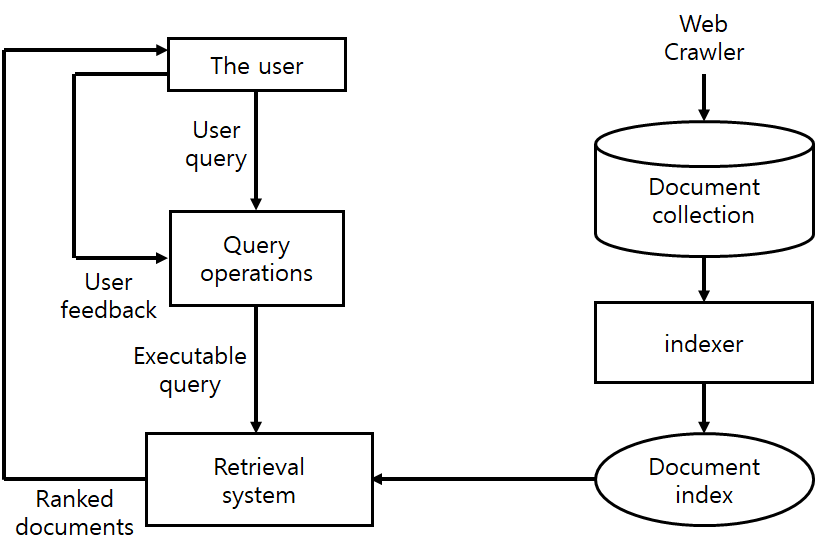 The user
User
query
Query
operations
User
feedback
Executable
query
Retrieval
system
Ranked
documents
Web
Crawler
Document
collection
indexer
Document
index